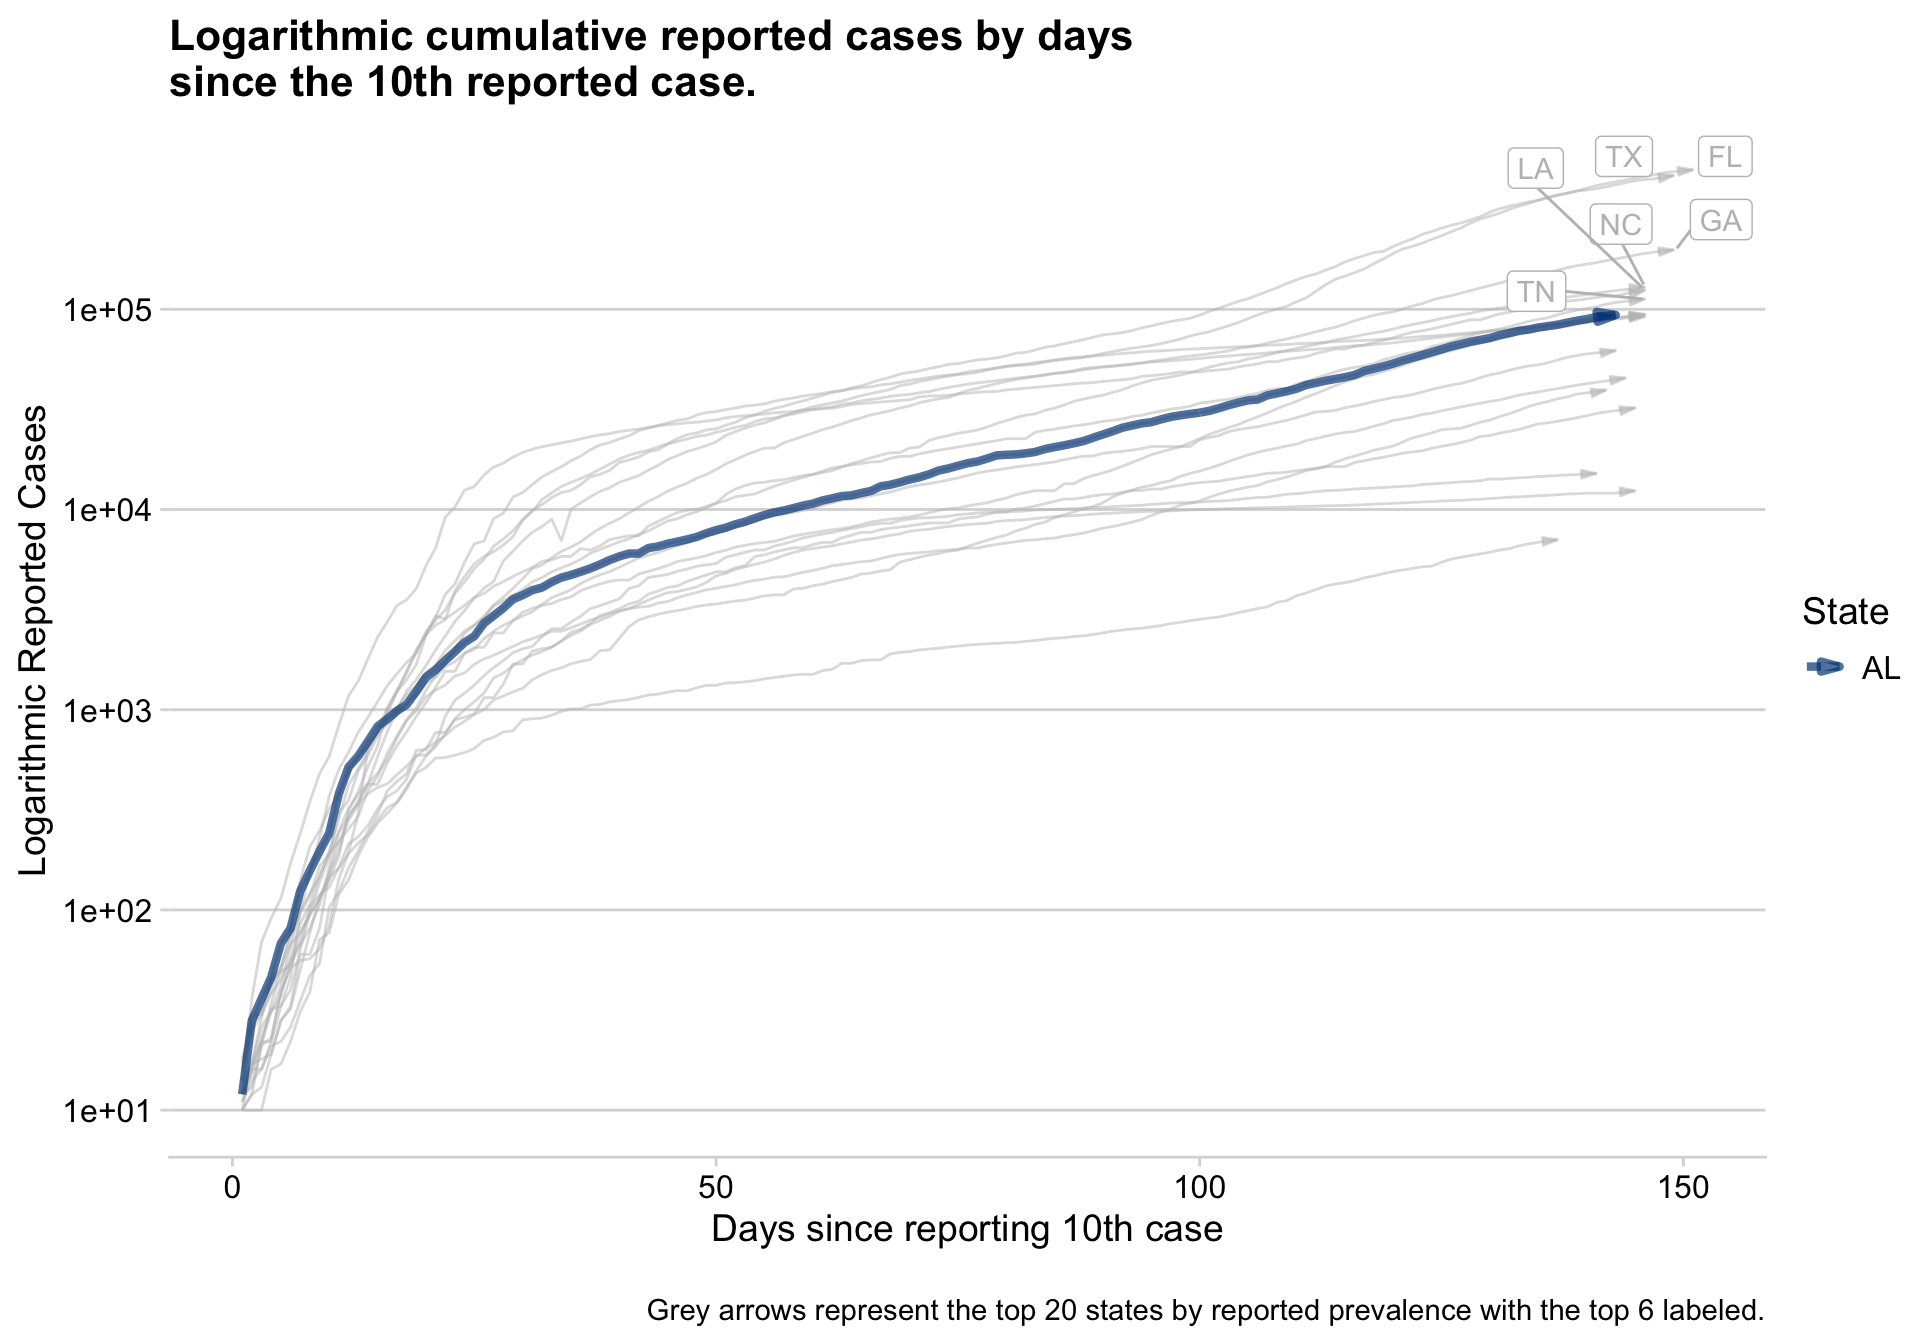 Logarithmic cumulative reported cases by days
since the 10th reported case.
LA
TX
FL
NC
GA
TN
1e+05
1e+04
1e+03
1e+02
1e+01
Logarithmic Reported Cases
State
AL
0
50
100
150
Days since reporting 10th case
Grey arrows represent the top 20 states by reported prevalence with the top 6 labeled.